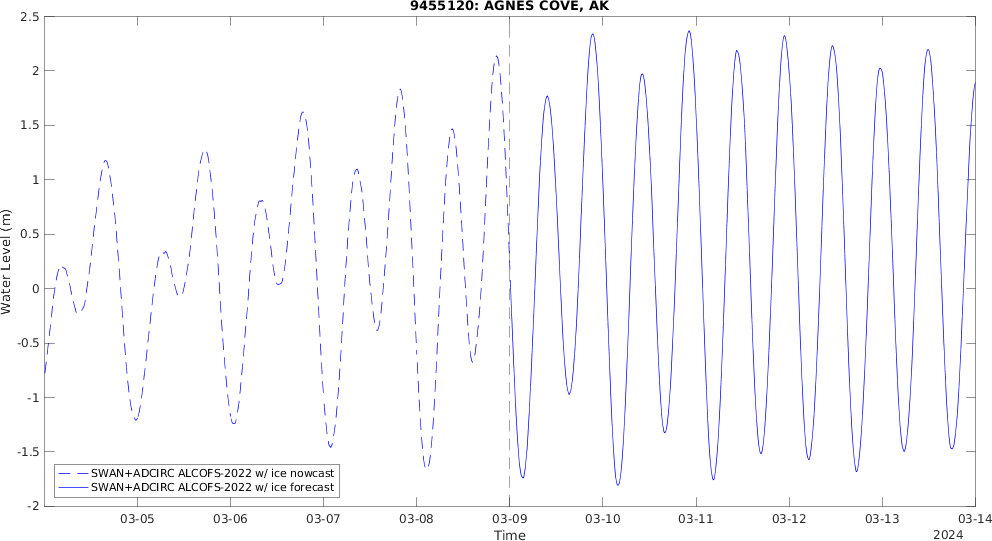 9455120: AGNES COVE, AK
2.5
2
1.5
1
0.5
0
-0.5
-1
-1.5
-2
Water Level (m)
SWAN+ADCIRC ALCOFS-2022 w/ ice nowcast
SWAN+ADCIRC ALCOFS-2022 w/ ice forecast
03-05 03-06 03-07 03-08 03-09 03-10 03-11 03-12 03-13 03-14
Time
2024